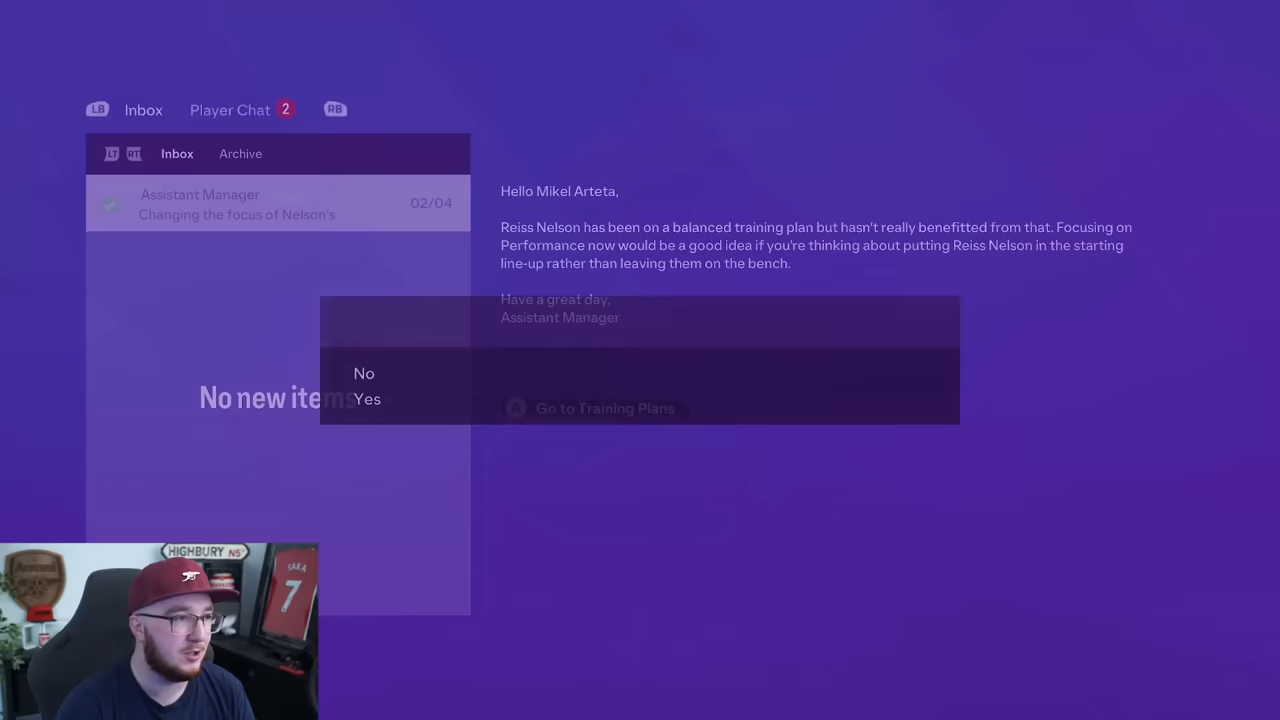 LB Inbox Player Chat 2 RB
LT RT Inbox Archive
Assistant Manager
Changing the focus of Nelson's
02/04
Hello Mikel Arteta,
Reiss Nelson has been on a balanced training plan but hasn't really benefitted from that. Focusing on
Performance now would be a good idea if you're thinking about putting Reiss Nelson in the starting
line-up rather than leaving them on the bench.
Have a great day,
Assistant Manager
No
Yes
No new items
A Go to Training Plans
HIGHBURY N5
Arsenal
SAKA
7